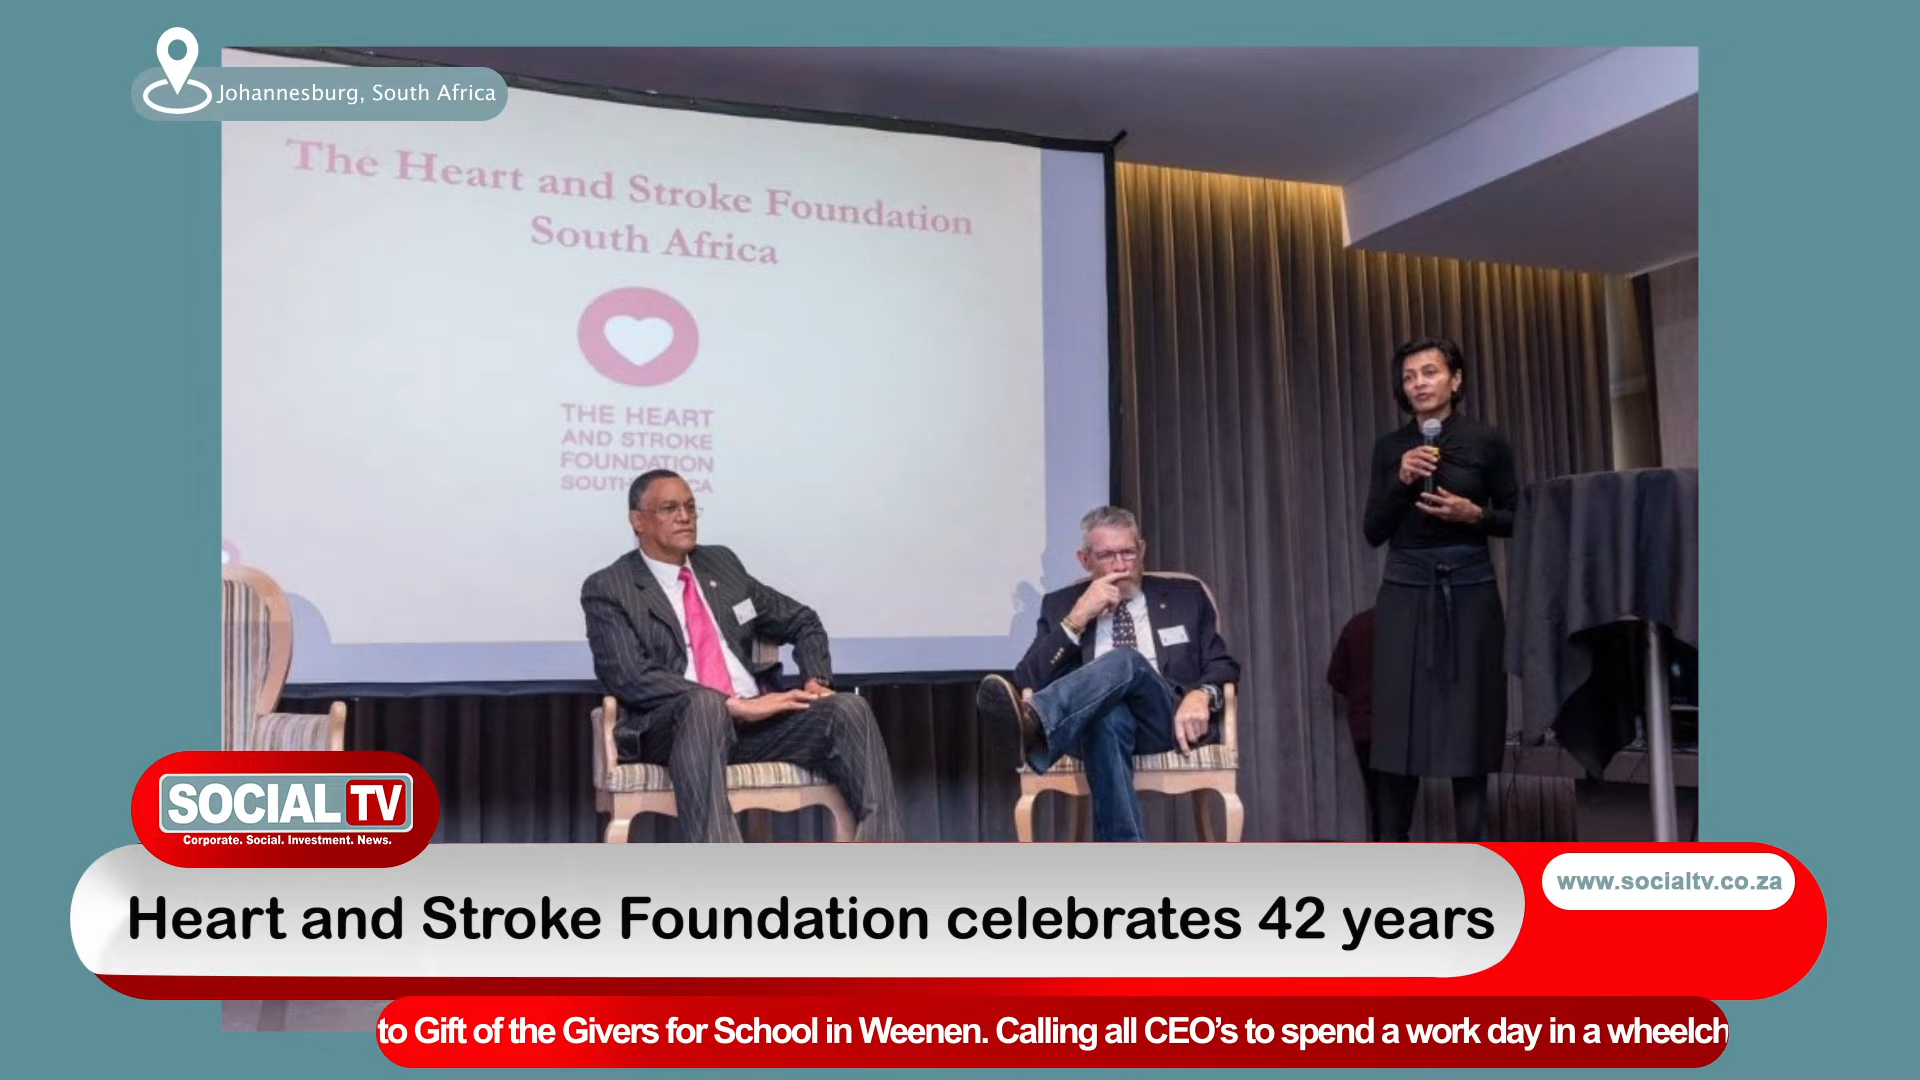 Johannesburg, South Africa
The Heart and Stroke Foundation
South Africa
THE HEART
AND STROKE
FOUNDATION
SOUTH CA
SOCIAL TV
Corporate. Social. Investment. News.
www.socialtv.co.za
Heart and Stroke Foundation celebrates 42 years
to Gift of the Givers for School in Weenen. Calling all CEO’s to spend a work day in a wheelch